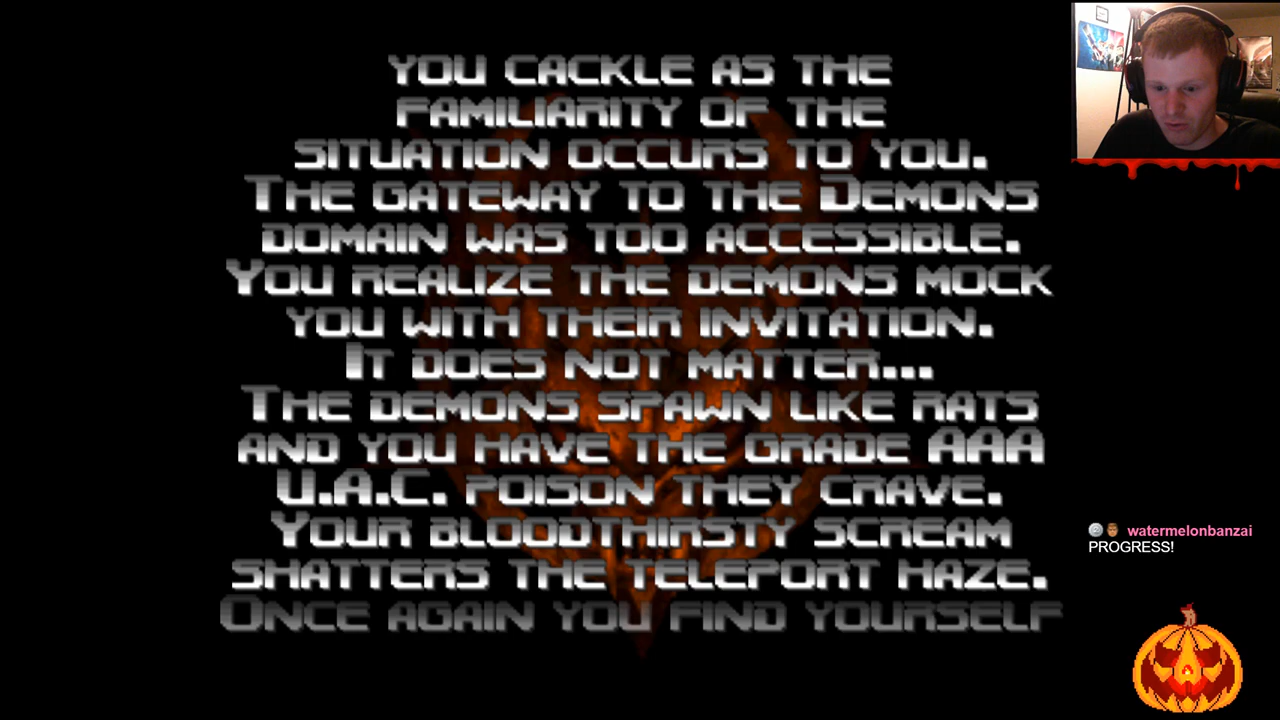 YOU CACKLE AS THE
FAMILIARITY OF THE
SITUATION OCCURS TO YOU.
THE GATEWAY TO THE DEMONS
DOMAIN WAS TOO ACCESSIBLE.
YOU REALIZE THE DEMONS MOCK
YOU WITH THEIR INVITATION.
IT DOES NOT MATTER...
THE DEMONS SPAWN LIKE RATS
AND YOU HAVE THE GRADE AAA
U.A.C. POISON THEY CRAVE.
YOUR BLOODTHIRSTY SCREAM
SHATTERS THE TELEPORT HAZE.
ONCE AGAIN YOU FIND YOURSELF
watermelonbanzai
PROGRESS!